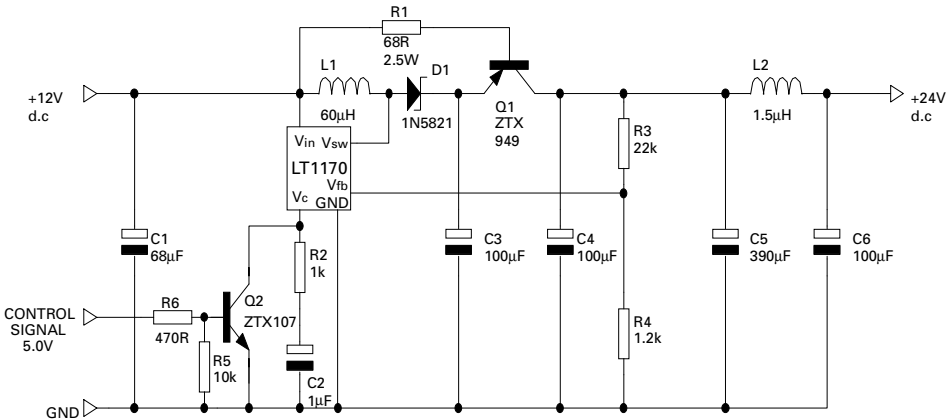 R1
68R
2.5W
L1
60µH
D1
1N5821
Q1
ZTX
949
L2
1.5µH
+12V
d.c
+24V
d.c
Vin
Vsw
LT1170
Vfb
Vc
GND
R3
22k
C1
68µF
R2
1k
C3
100µF
C4
100µF
C5
390µF
C6
100µF
CONTROL
SIGNAL
5.0V
R6
470R
Q2
ZTX107
R4
1.2k
R5
10k
C2
1µF
GND